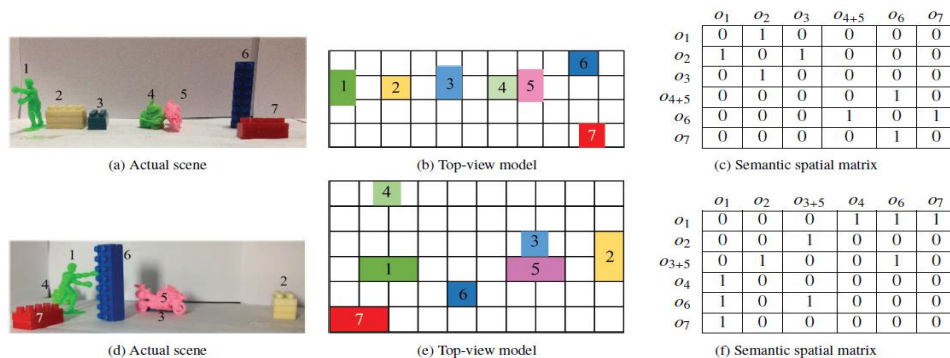 1
2
3
4
5
6
7
(a) Actual scene
1
2
3
4
5
6
7
(b) Top-view model
o1 o2 o3 o4+5 o6 o7
o1 0 1 0 0 0 0
o2 1 0 1 0 0 0
o3 0 1 0 0 0 0
o4+5 0 0 0 0 1 0
o6 0 0 0 1 0 1
o7 0 0 0 0 1 0
(c) Semantic spatial matrix
1
6
4
7
5
3
2
(d) Actual scene
4
3
2
1
5
6
7
(e) Top-view model
o1 o2 o3+5 o4 o6 o7
o1 0 0 0 1 1 1
o2 0 0 1 0 0 0
o3+5 0 1 0 0 1 0
o4 1 0 0 0 0 0
o6 1 0 1 0 0 0
o7 1 0 0 0 0 0
(f) Semantic spatial matrix